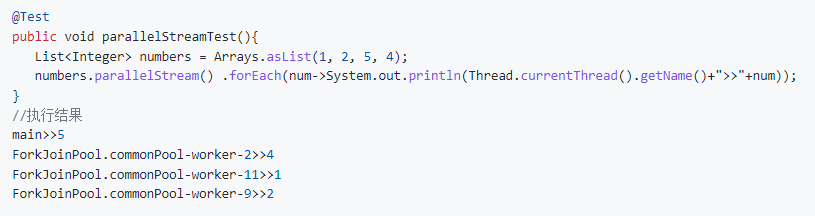 @Test
public void parallelStreamTest(){
List<Integer> numbers = Arrays.asList(1, 2, 5, 4);
numbers.parallelStream() .forEach(num->System.out.println(Thread.currentThread().getName()+">>"+num));
}
//执行结果
main>>5
ForkJoinPool.commonPool-worker-2>>4
ForkJoinPool.commonPool-worker-11>>1
ForkJoinPool.commonPool-worker-9>>2